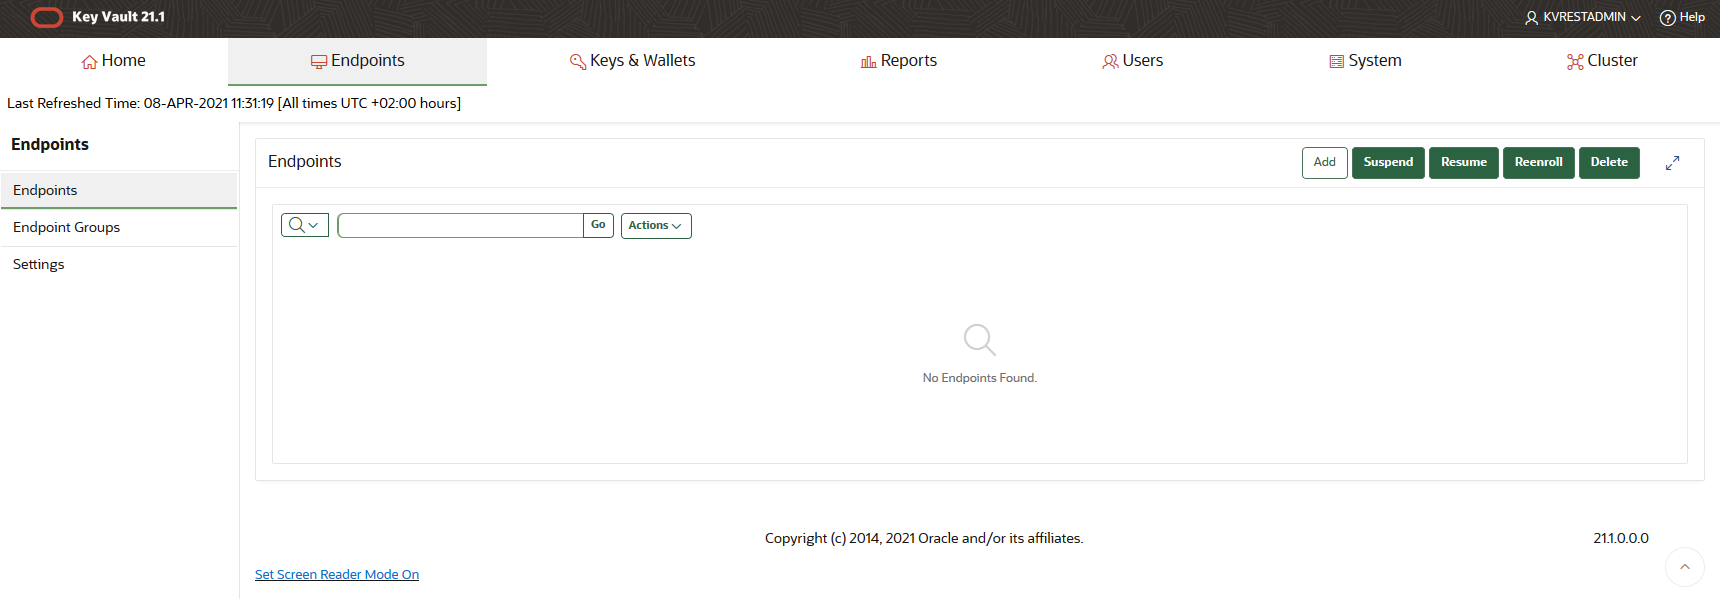 Key Vault 21.1
KVRESTADMIN
Help
Home
Endpoints
Keys & Wallets
Reports
Users
System
Cluster
Last Refreshed Time: 08-APR-2021 11:31:19 [All times UTC +02:00 hours]
Endpoints
Endpoints
Endpoint Groups
Settings
Endpoints
Add
Suspend
Resume
Reenroll
Delete
Go
Actions
No Endpoints Found.
Copyright (c) 2014, 2021 Oracle and/or its affiliates.
21.1.0.0.0
Set Screen Reader Mode On